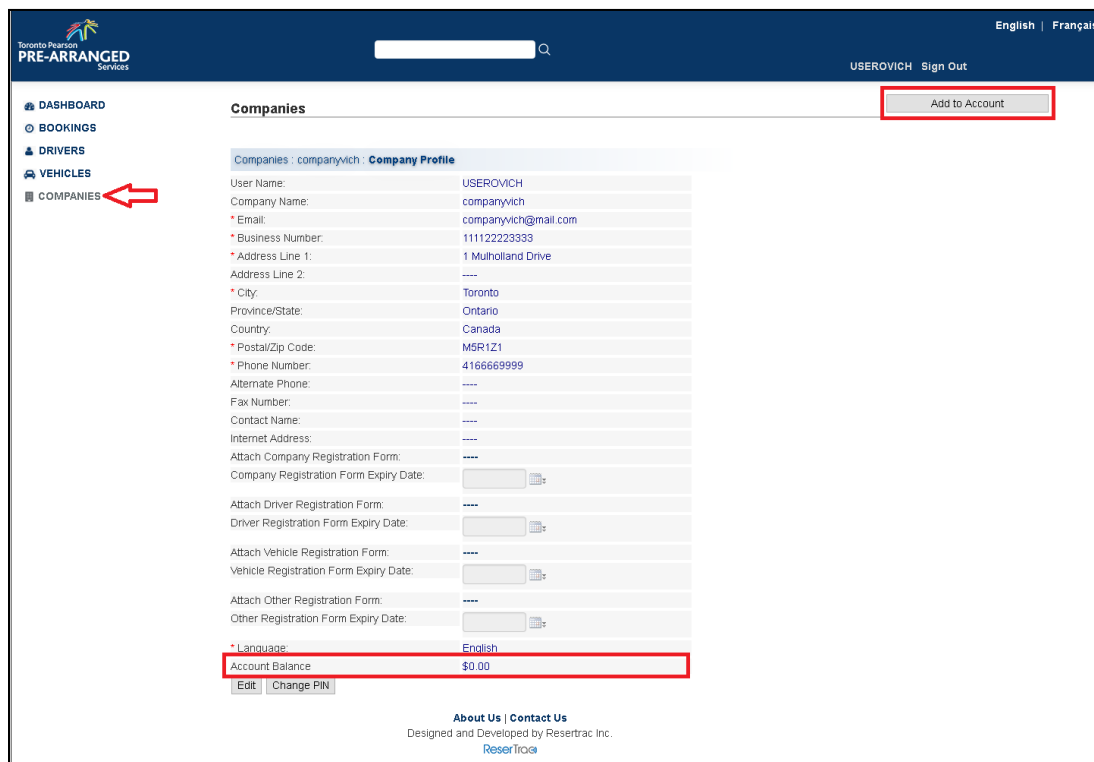 English | Français
Toronto Pearson
PRE-ARRANGED
Services
USEROVICH Sign Out
DASHBOARD
BOOKINGS
DRIVERS
VEHICLES
COMPANIES
Companies
Add to Account
Companies : companyvich : Company Profile
User Name: USEROVICH
Company Name: companyvich
* Email: companyvich@mail.com
* Business Number: 111122223333
* Address Line 1: 1 Mulholland Drive
Address Line 2: ----
* City: Toronto
Province/State: Ontario
Country: Canada
* Postal/Zip Code: M5R1Z1
* Phone Number: 4166669999
Alternate Phone: ----
Fax Number: ----
Contact Name: ----
Internet Address: ----
Attach Company Registration Form: ----
Company Registration Form Expiry Date:
Attach Driver Registration Form: ----
Driver Registration Form Expiry Date:
Attach Vehicle Registration Form: ----
Vehicle Registration Form Expiry Date:
Attach Other Registration Form: ----
Other Registration Form Expiry Date:
* Language: English
Account Balance $0.00
Edit Change PIN
About Us | Contact Us
Designed and Developed by Resertrac Inc.
ReserTrac